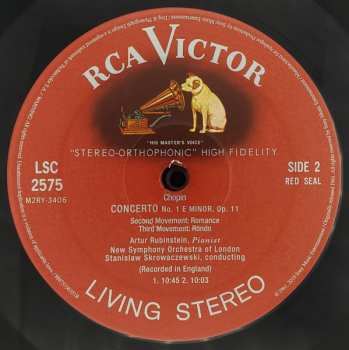 RCA VICTOR
"HIS MASTER'S VOICE"
"STEREO-ORTHOPHONIC" HIGH FIDELITY
LSC
2575
M2RY-3406
SIDE 2
RED SEAL
Chopin
CONCERTO No. 1 E MINOR, Op. 11
Second Movement: Romance
Third Movement: Rondo
Artur Rubinstein, Pianist
New Symphony Orchestra of London
Stanislaw Skrowaczewski, conducting
(Recorded in England)
1. 10:45 2. 10:03
LIVING STEREO